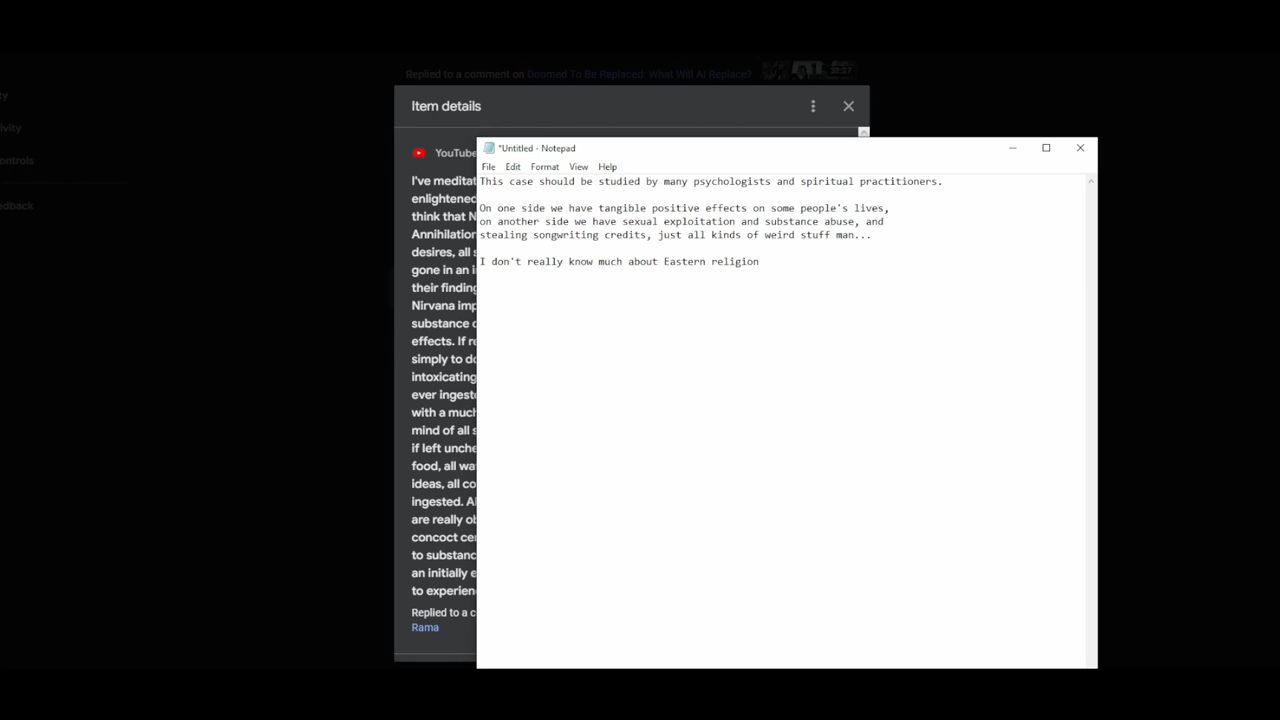 Replied to a comment on Doomed To Be Replaced: What Will AI Replace?
33:27
Item details
ivity
ontrols
edback
YouTube
I've meditat
enlightened
think that N
Annihilation
desires, all s
gone in an i
their finding
Nirvana imp
substance o
effects. If re
simply to do
intoxicating
ever ingeste
with a much
mind of all s
if left unche
food, all wa
ideas, all co
ingested. Al
are really ob
concoct cer
to substanc
an initially e
to experien
Replied to a c
Rama
*Untitled - Notepad
File Edit Format View Help
This case should be studied by many psychologists and spiritual practitioners.
On one side we have tangible positive effects on some people's lives,
on another side we have sexual exploitation and substance abuse, and
stealing songwriting credits, just all kinds of weird stuff man...
I don't really know much about Eastern religion